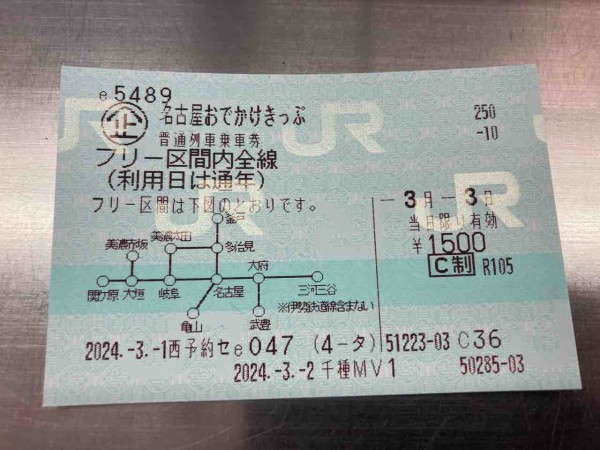 e5489
企
名古屋おでかけきっぷ
250
普通列車乗車券
-10
フリー区間内全線
(利用日は通年)
フリー区間は下図のとおりです。
-3月-3日
当日限り有効
¥1500
C制 R105
釜戸
美濃赤坂 美濃太田 多治見
大府
関ケ原 大垣 岐阜 名古屋 三河三谷
※伊勢鉄道線含まない
亀山 武豊
2024.-3.-1西予約セe047 (4-タ) 51223-03 C36
2024.-3.-2千種MV1 50285-03
JR
JR